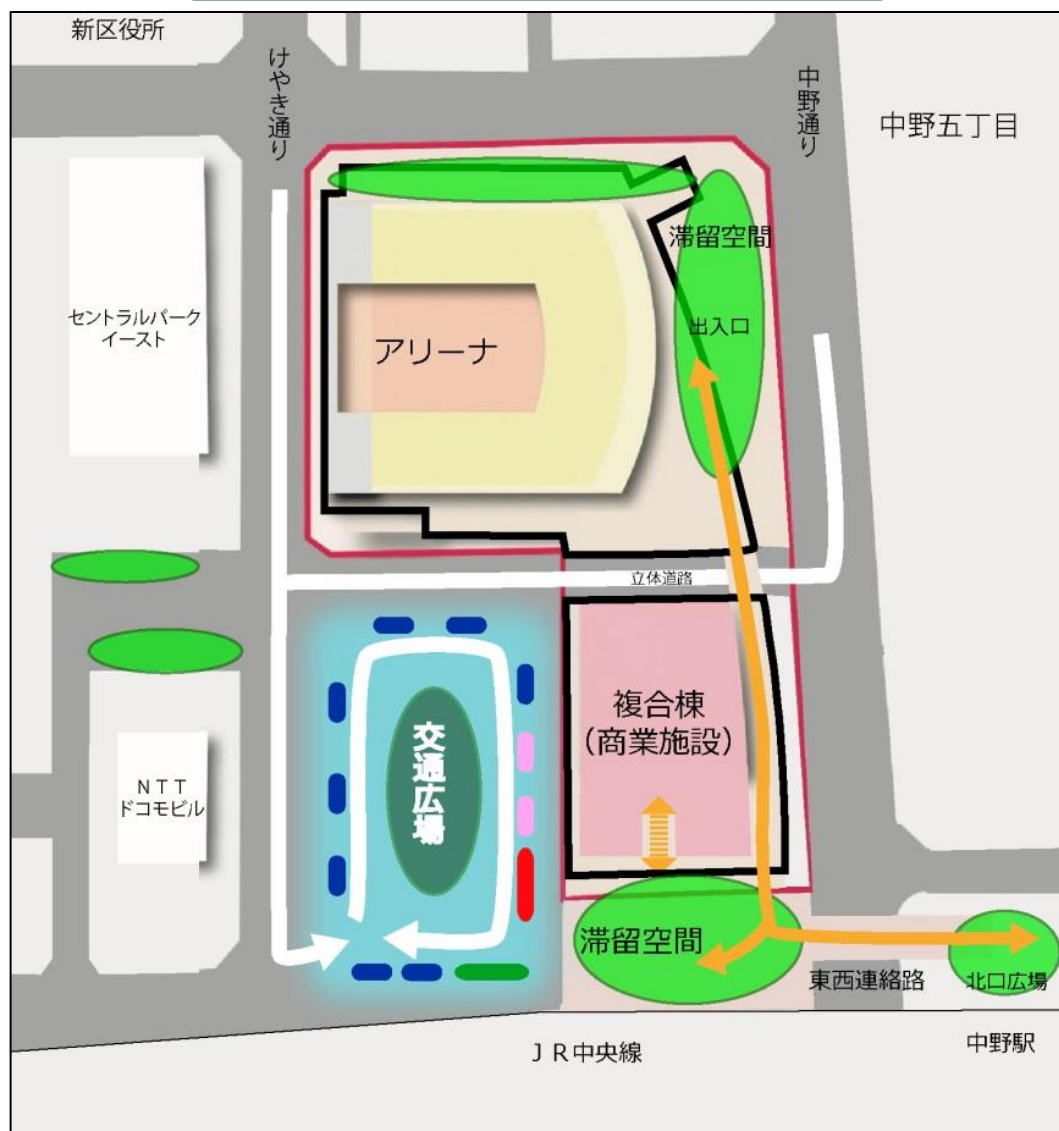 新区役所
けやき通り
中野通り
中野五丁目
滞留空間
セントラルパーク
イースト
アリーナ
出入口
立体道路
複合棟
（商業施設）
交通広場
ＮＴＴ
ドコモビル
滞留空間
東西連絡路
北口広場
ＪＲ中央線
中野駅